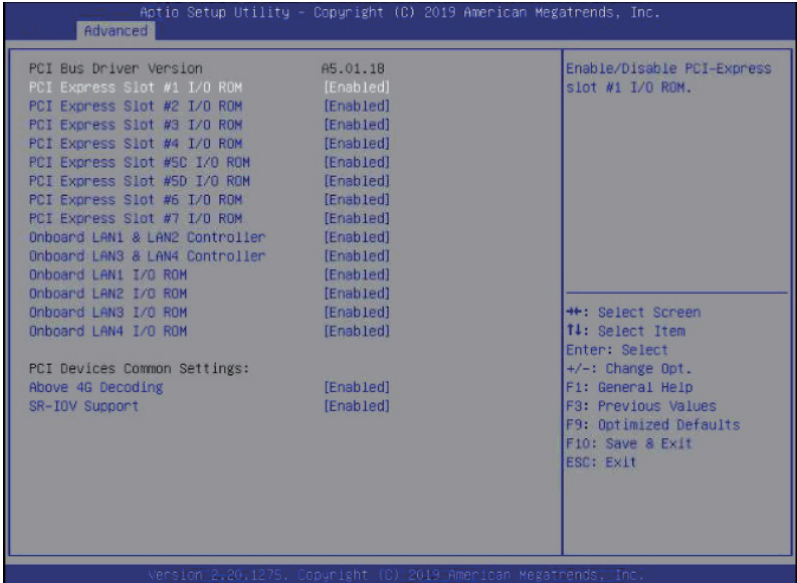 Aptio Setup Utility - Copyright (C) 2019 American Megatrends, Inc.
Advanced
PCI Bus Driver Version A5.01.18
PCI Express Slot #1 I/O ROM [Enabled]
PCI Express Slot #2 I/O ROM [Enabled]
PCI Express Slot #3 I/O ROM [Enabled]
PCI Express Slot #4 I/O ROM [Enabled]
PCI Express Slot #5C I/O ROM [Enabled]
PCI Express Slot #5D I/O ROM [Enabled]
PCI Express Slot #6 I/O ROM [Enabled]
PCI Express Slot #7 I/O ROM [Enabled]
Onboard LAN1 & LAN2 Controller [Enabled]
Onboard LAN3 & LAN4 Controller [Enabled]
Onboard LAN1 I/O ROM [Enabled]
Onboard LAN2 I/O ROM [Enabled]
Onboard LAN3 I/O ROM [Enabled]
Onboard LAN4 I/O ROM [Enabled]
PCI Devices Common Settings:
Above 4G Decoding [Enabled]
SR-IOV Support [Enabled]
Enable/Disable PCI-Express
slot #1 I/O ROM.
→←: Select Screen
↑↓: Select Item
Enter: Select
+/-: Change Opt.
F1: General Help
F3: Previous Values
F9: Optimized Defaults
F10: Save & Exit
ESC: Exit
Version 2.20.1275. Copyright (C) 2019 American Megatrends, Inc.